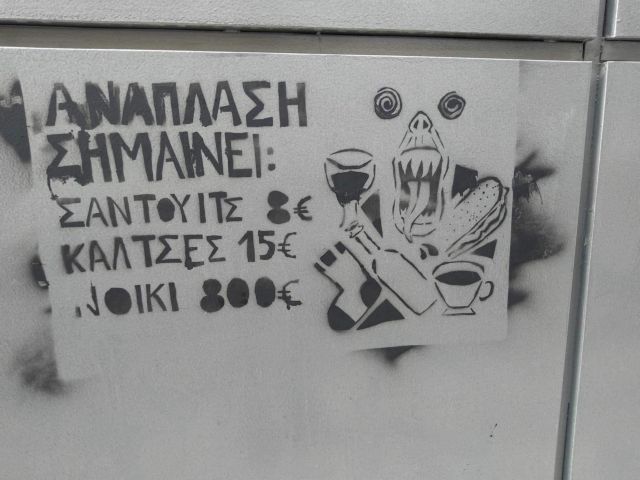 ΑΝΑΠΛΑΣΗ
ΣΗΜΑΙΝΕΙ:
ΣΑΝΤΟΥΙΤΣ 8€
ΚΑΛΤΣΕΣ 15€
ΝΟΙΚΙ 800€